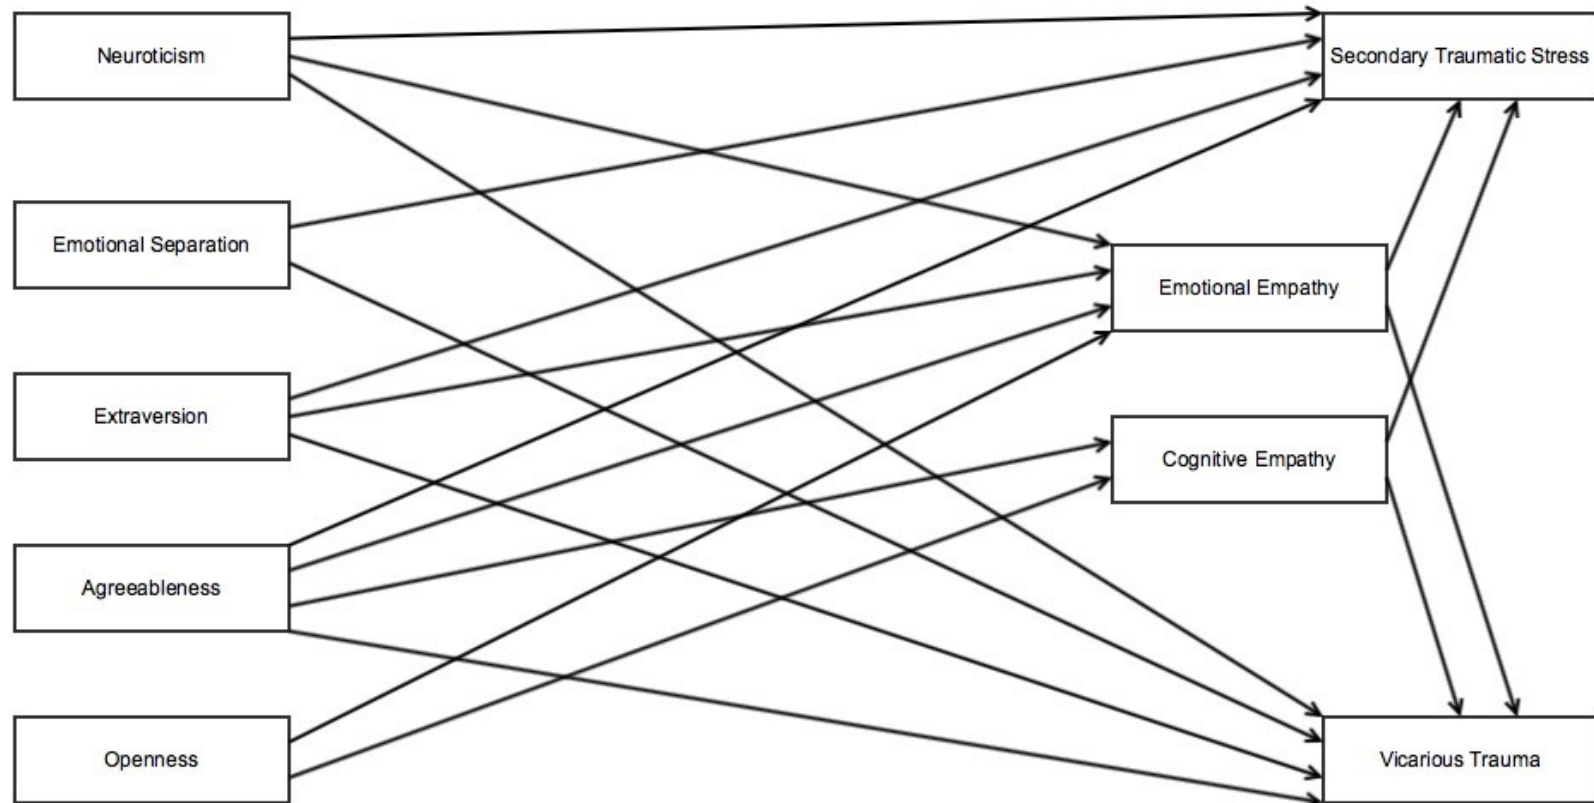 Neuroticism
Secondary Traumatic Stress
Emotional Separation
Emotional Empathy
Extraversion
Cognitive Empathy
Agreeableness
Openness
Vicarious Trauma